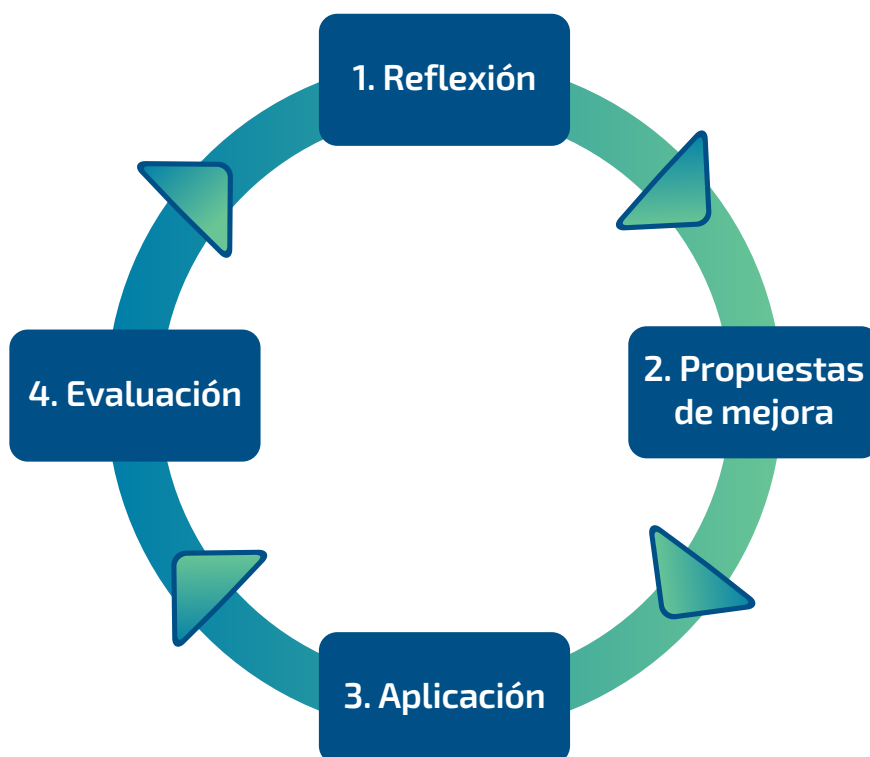 1. Reflexión
2. Propuestas
de mejora
3. Aplicación
4. Evaluación